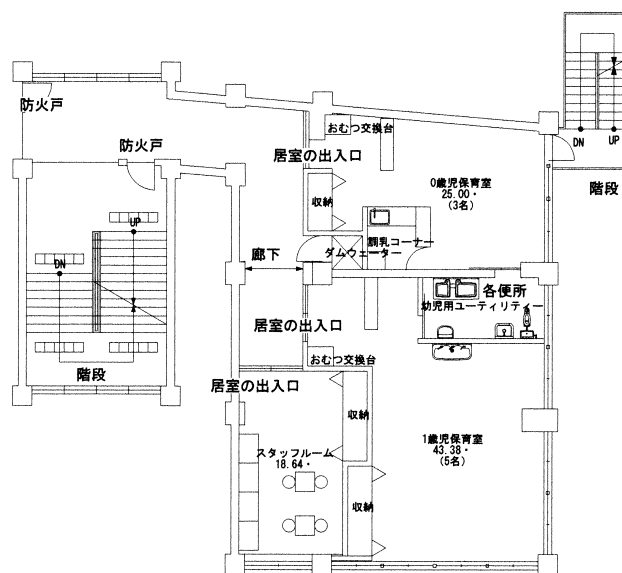 防火戸
防火戸
おむつ交換台
居室の出入口
0歳児保育室
25.00・
(3名)
DN
UP
階段
収納
調乳コーナー
ダムウェーター
廊下
UP
DN
階段
各便所
幼児用ユーティリティー
居室の出入口
おむつ交換台
居室の出入口
収納
スタッフルーム
18.64・
1歳児保育室
43.38・
(5名)
収納